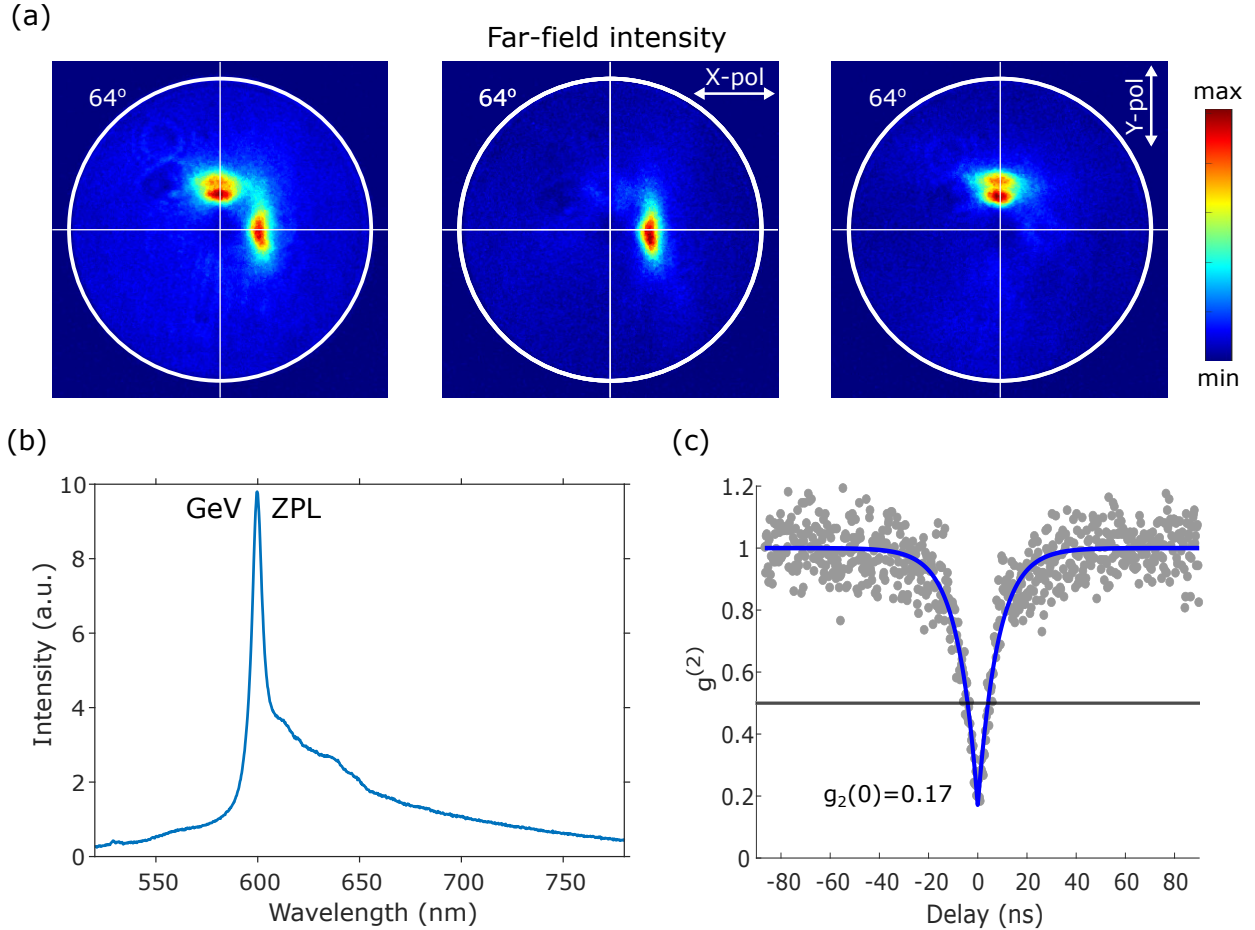 (a)
Far-field intensity
64°
64°
X-pol
64°
Y-pol
max
min
(b)
10
8
6
4
2
0
Intensity (a.u.)
GeV ZPL
550 600 650 700 750
Wavelength (nm)
(c)
1.2
1
0.8
0.6
0.4
0.2
0
g(2)
g2(0)=0.17
-80 -60 -40 -20 0 20 40 60 80
Delay (ns)